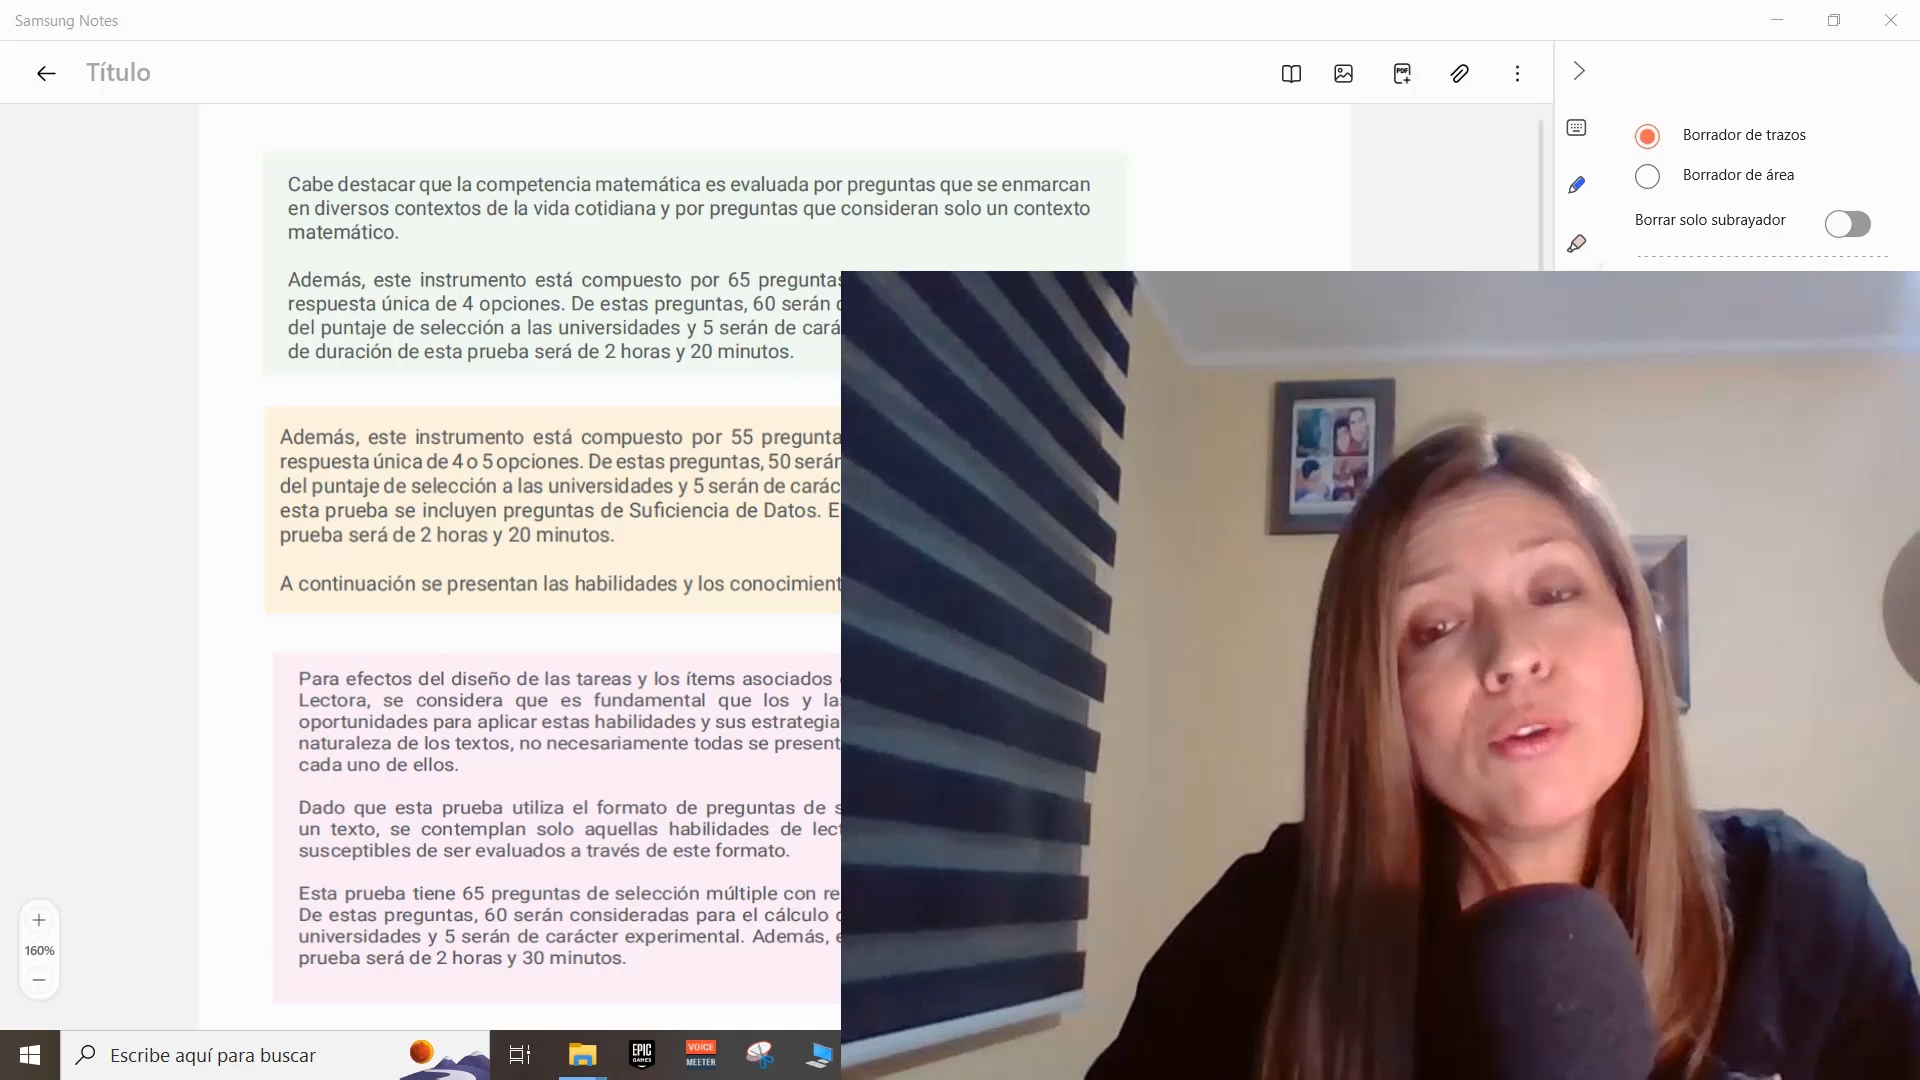 Samsung Notes
Título
Borrador de trazos
Borrador de área
Borrar solo subrayador
Cabe destacar que la competencia matemática es evaluada por preguntas que se enmarcan
en diversos contextos de la vida cotidiana y por preguntas que consideran solo un contexto
matemático.
Además, este instrumento está compuesto por 65 preguntas
respuesta única de 4 opciones. De estas preguntas, 60 serán
del puntaje de selección a las universidades y 5 serán de
de duración de esta prueba será de 2 horas y 20 minutos.
Además, este instrumento está compuesto por 55
respuesta única de 4 o 5 opciones. De estas preguntas, 50 serán
del puntaje de selección a las universidades y 5 serán de
esta prueba se incluyen preguntas de Suficiencia de Datos.
prueba será de 2 horas y 20 minutos.
A continuación se presentan las habilidades y los
Para efectos del diseño de las tareas y los ítems asociados
Lectora, se considera que es fundamental que los y
oportunidades para aplicar estas habilidades y sus
naturaleza de los textos, no necesariamente todas se
cada uno de ellos.
Dado que esta prueba utiliza el formato de preguntas de
un texto, se contemplan solo aquellas habilidades de
susceptibles de ser evaluados a través de este formato.
Esta prueba tiene 65 preguntas de selección múltiple con
De estas preguntas, 60 serán consideradas para el cálculo
universidades y 5 serán de carácter experimental. Además,
prueba será de 2 horas y 30 minutos.
160%
Escribe aquí para buscar
EPIC
GAMES
VOICE
MEETER